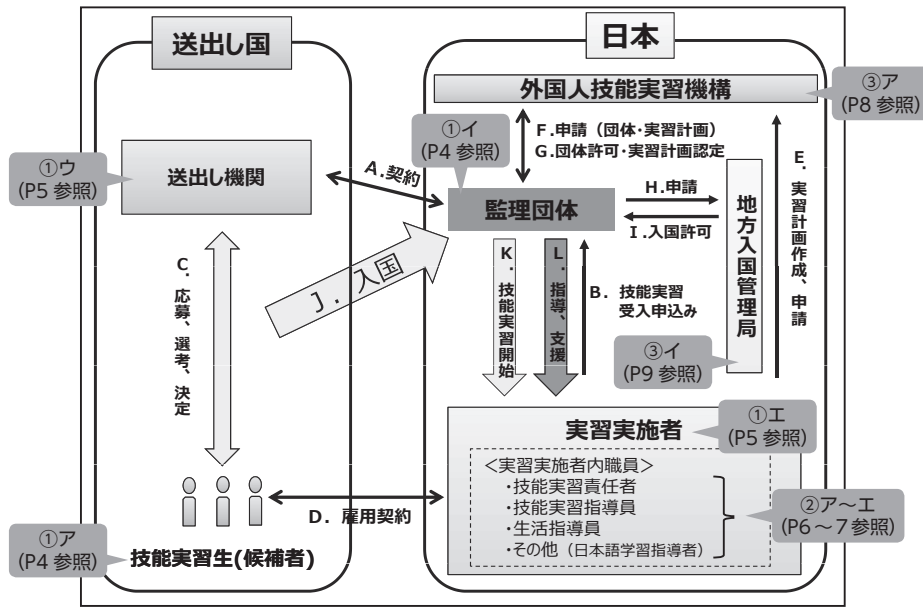 送出し国
日本
外国人技能実習機構
③ア
(P8 参照)
①イ
(P4 参照)
F.申請（団体・実習計画）
G.団体許可・実習計画認定
①ウ
(P5 参照)
送出し機関
A.契約
監理団体
H.申請
I.入国許可
地方入国管理局
E. 実習計画作成、申請
C. 応募、選考、決定
J. 入国
K. 技能実習開始
L. 指導、支援
B. 技能実習
受入申込み
③イ
(P9 参照)
実習実施者
①エ
(P5 参照)
＜実習実施者内職員＞
・技能実習責任者
・技能実習指導員
・生活指導員
・その他（日本語学習指導者）
②ア～エ
(P6～7 参照)
D. 雇用契約
①ア
(P4 参照)
技能実習生(候補者)